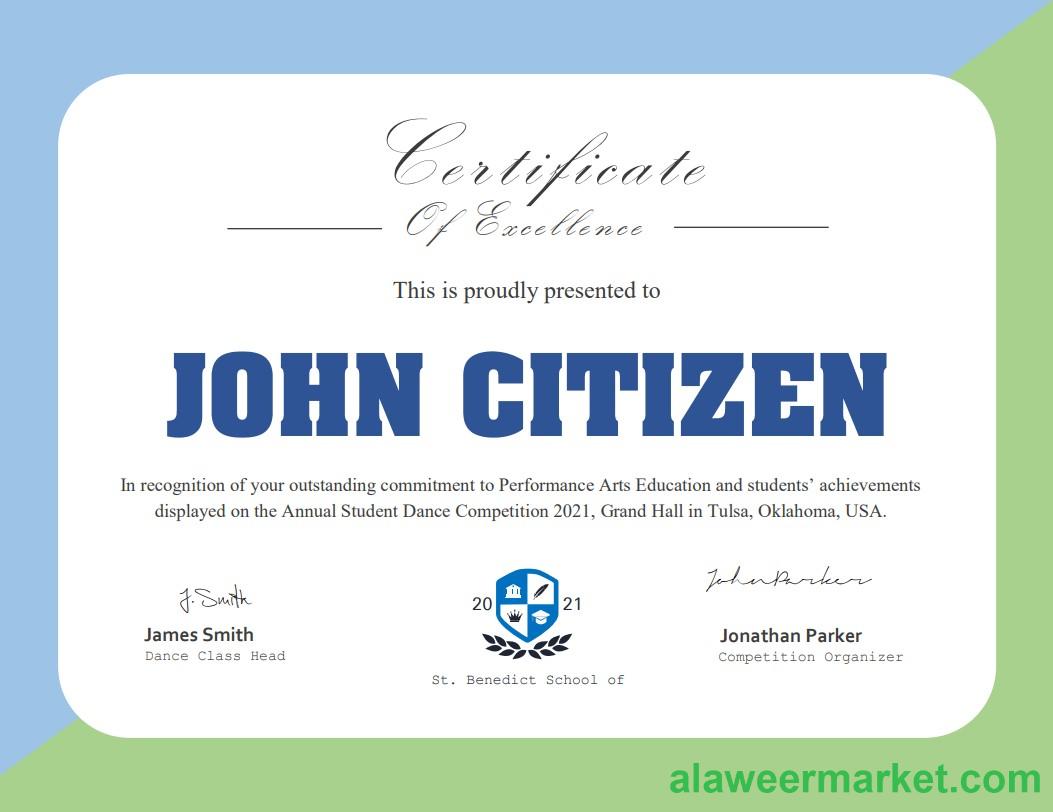 Certificate
Of Excellence
This is proudly presented to
JOHN CITIZEN
In recognition of your outstanding commitment to Performance Arts Education and students’ achievements
displayed on the Annual Student Dance Competition 2021, Grand Hall in Tulsa, Oklahoma, USA.
J. Smith
James Smith
Dance Class Head
20 21
St. Benedict School of
JohnParker
Jonathan Parker
Competition Organizer
alaweermarket.com